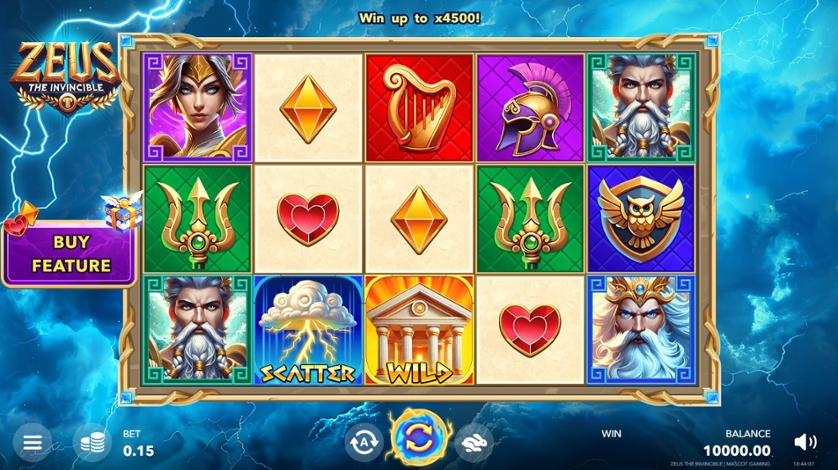 Win up to x4500!
ZEUS
THE INVINCIBLE
BUY
FEATURE
SCATTER
WILD
BET
0.15
A
WIN
BALANCE
10000.00
ZEUS THE INVINCIBLE | MASCOT GAMING